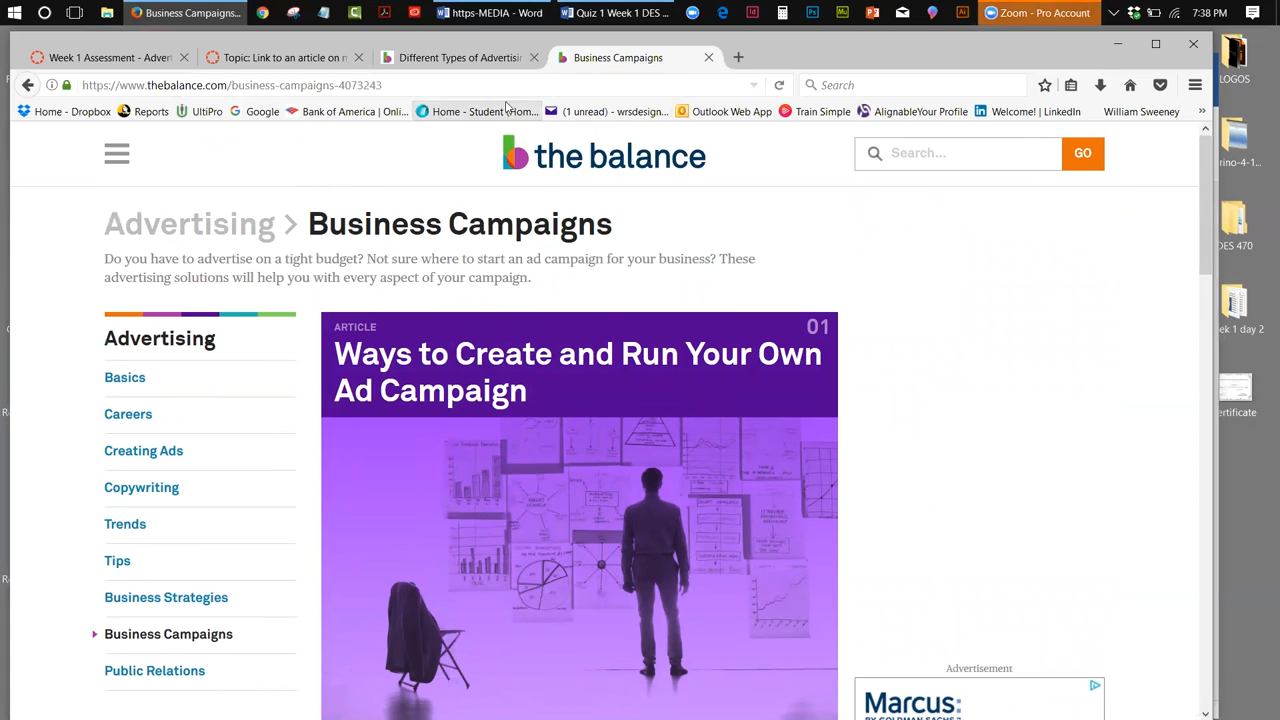 Business Campaigns...
https-MEDIA - Word
Quiz 1 Week 1 DES ...
Zoom - Pro Account
7:38 PM
Week 1 Assessment - Advert
Topic: Link to an article on n
Different Types of Advertisin
Business Campaigns
https://www.thebalance.com/business-campaigns-4073243
Search
Home - Dropbox
Reports
UltiPro
Google
Bank of America | Onli...
Home - Student Hom...
(1 unread) - wrsdesign...
Outlook Web App
Train Simple
AlignableYour Profile
Welcome! | LinkedIn
William Sweeney
the balance
Search...
GO
Advertising > Business Campaigns
Do you have to advertise on a tight budget? Not sure where to start an ad campaign for your business? These
advertising solutions will help you with every aspect of your campaign.
Advertising
Basics
Careers
Creating Ads
Copywriting
Trends
Tips
Business Strategies
Business Campaigns
Public Relations
ARTICLE
01
Ways to Create and Run Your Own
Ad Campaign
Advertisement
Marcus:
BY GOLDMAN SACHS
LOGOS
rino-4-1...
DES 470
k 1 day 2
ertificate